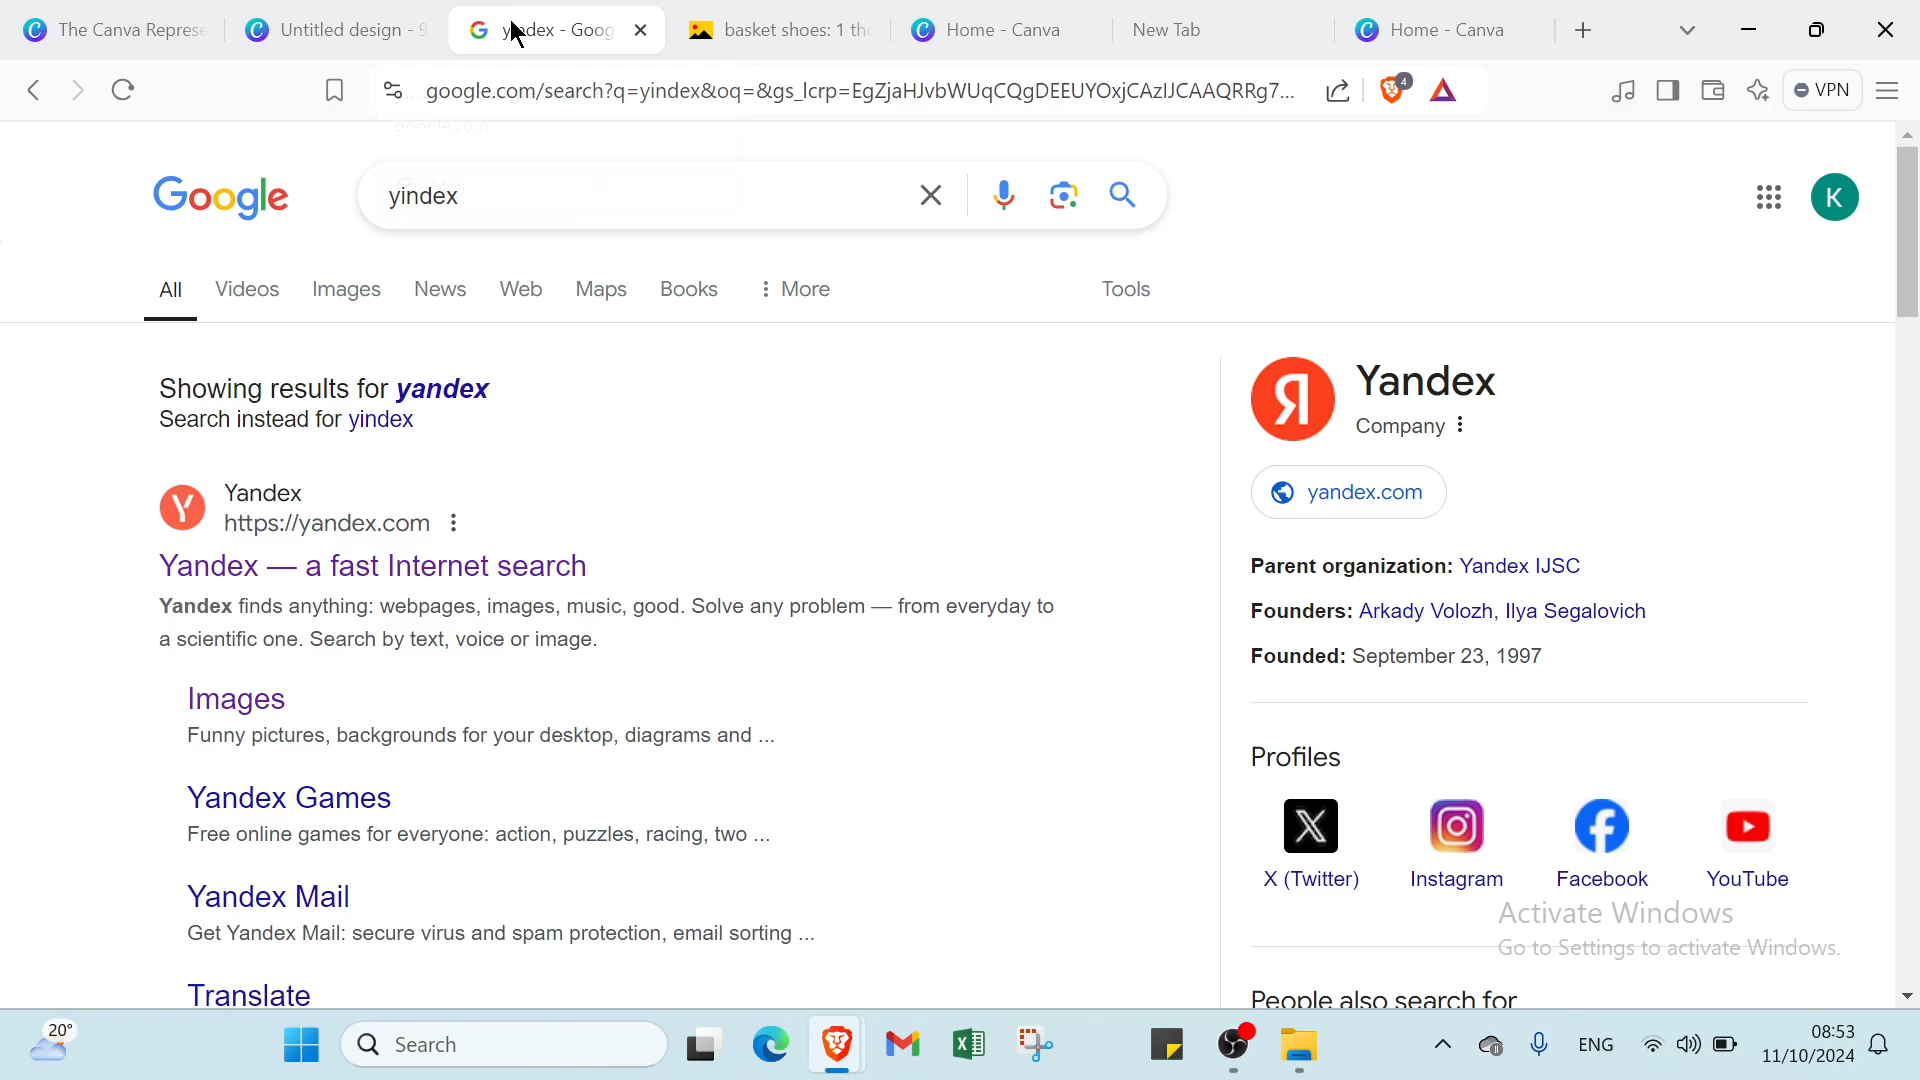 The Canva Represe
Untitled design - 9
yindex - Goog
basket shoes: 1 tho
Home - Canva
New Tab
Home - Canva
google.com/search?q=yindex&oq=&gs_lcrp=EgZjaHJvbWUqCQgDEEUYOxjCAzIJCAAQRRg7...
4
VPN
google.com
Google
yindex
K
All
Videos
Images
News
Web
Maps
Books
More
Tools
Showing results for yandex
Search instead for yindex
Yandex
https://yandex.com
Yandex — a fast Internet search
Yandex finds anything: webpages, images, music, good. Solve any problem — from everyday to
a scientific one. Search by text, voice or image.
Images
Funny pictures, backgrounds for your desktop, diagrams and ...
Yandex Games
Free online games for everyone: action, puzzles, racing, two ...
Yandex Mail
Get Yandex Mail: secure virus and spam protection, email sorting ...
Translate
Я
Yandex
Company
yandex.com
Parent organization: Yandex IJSC
Founders: Arkady Volozh, Ilya Segalovich
Founded: September 23, 1997
Profiles
X (Twitter)
Instagram
Facebook
YouTube
Activate Windows
Go to Settings to activate Windows.
People also search for
20°
Search
ENG
08:53
11/10/2024